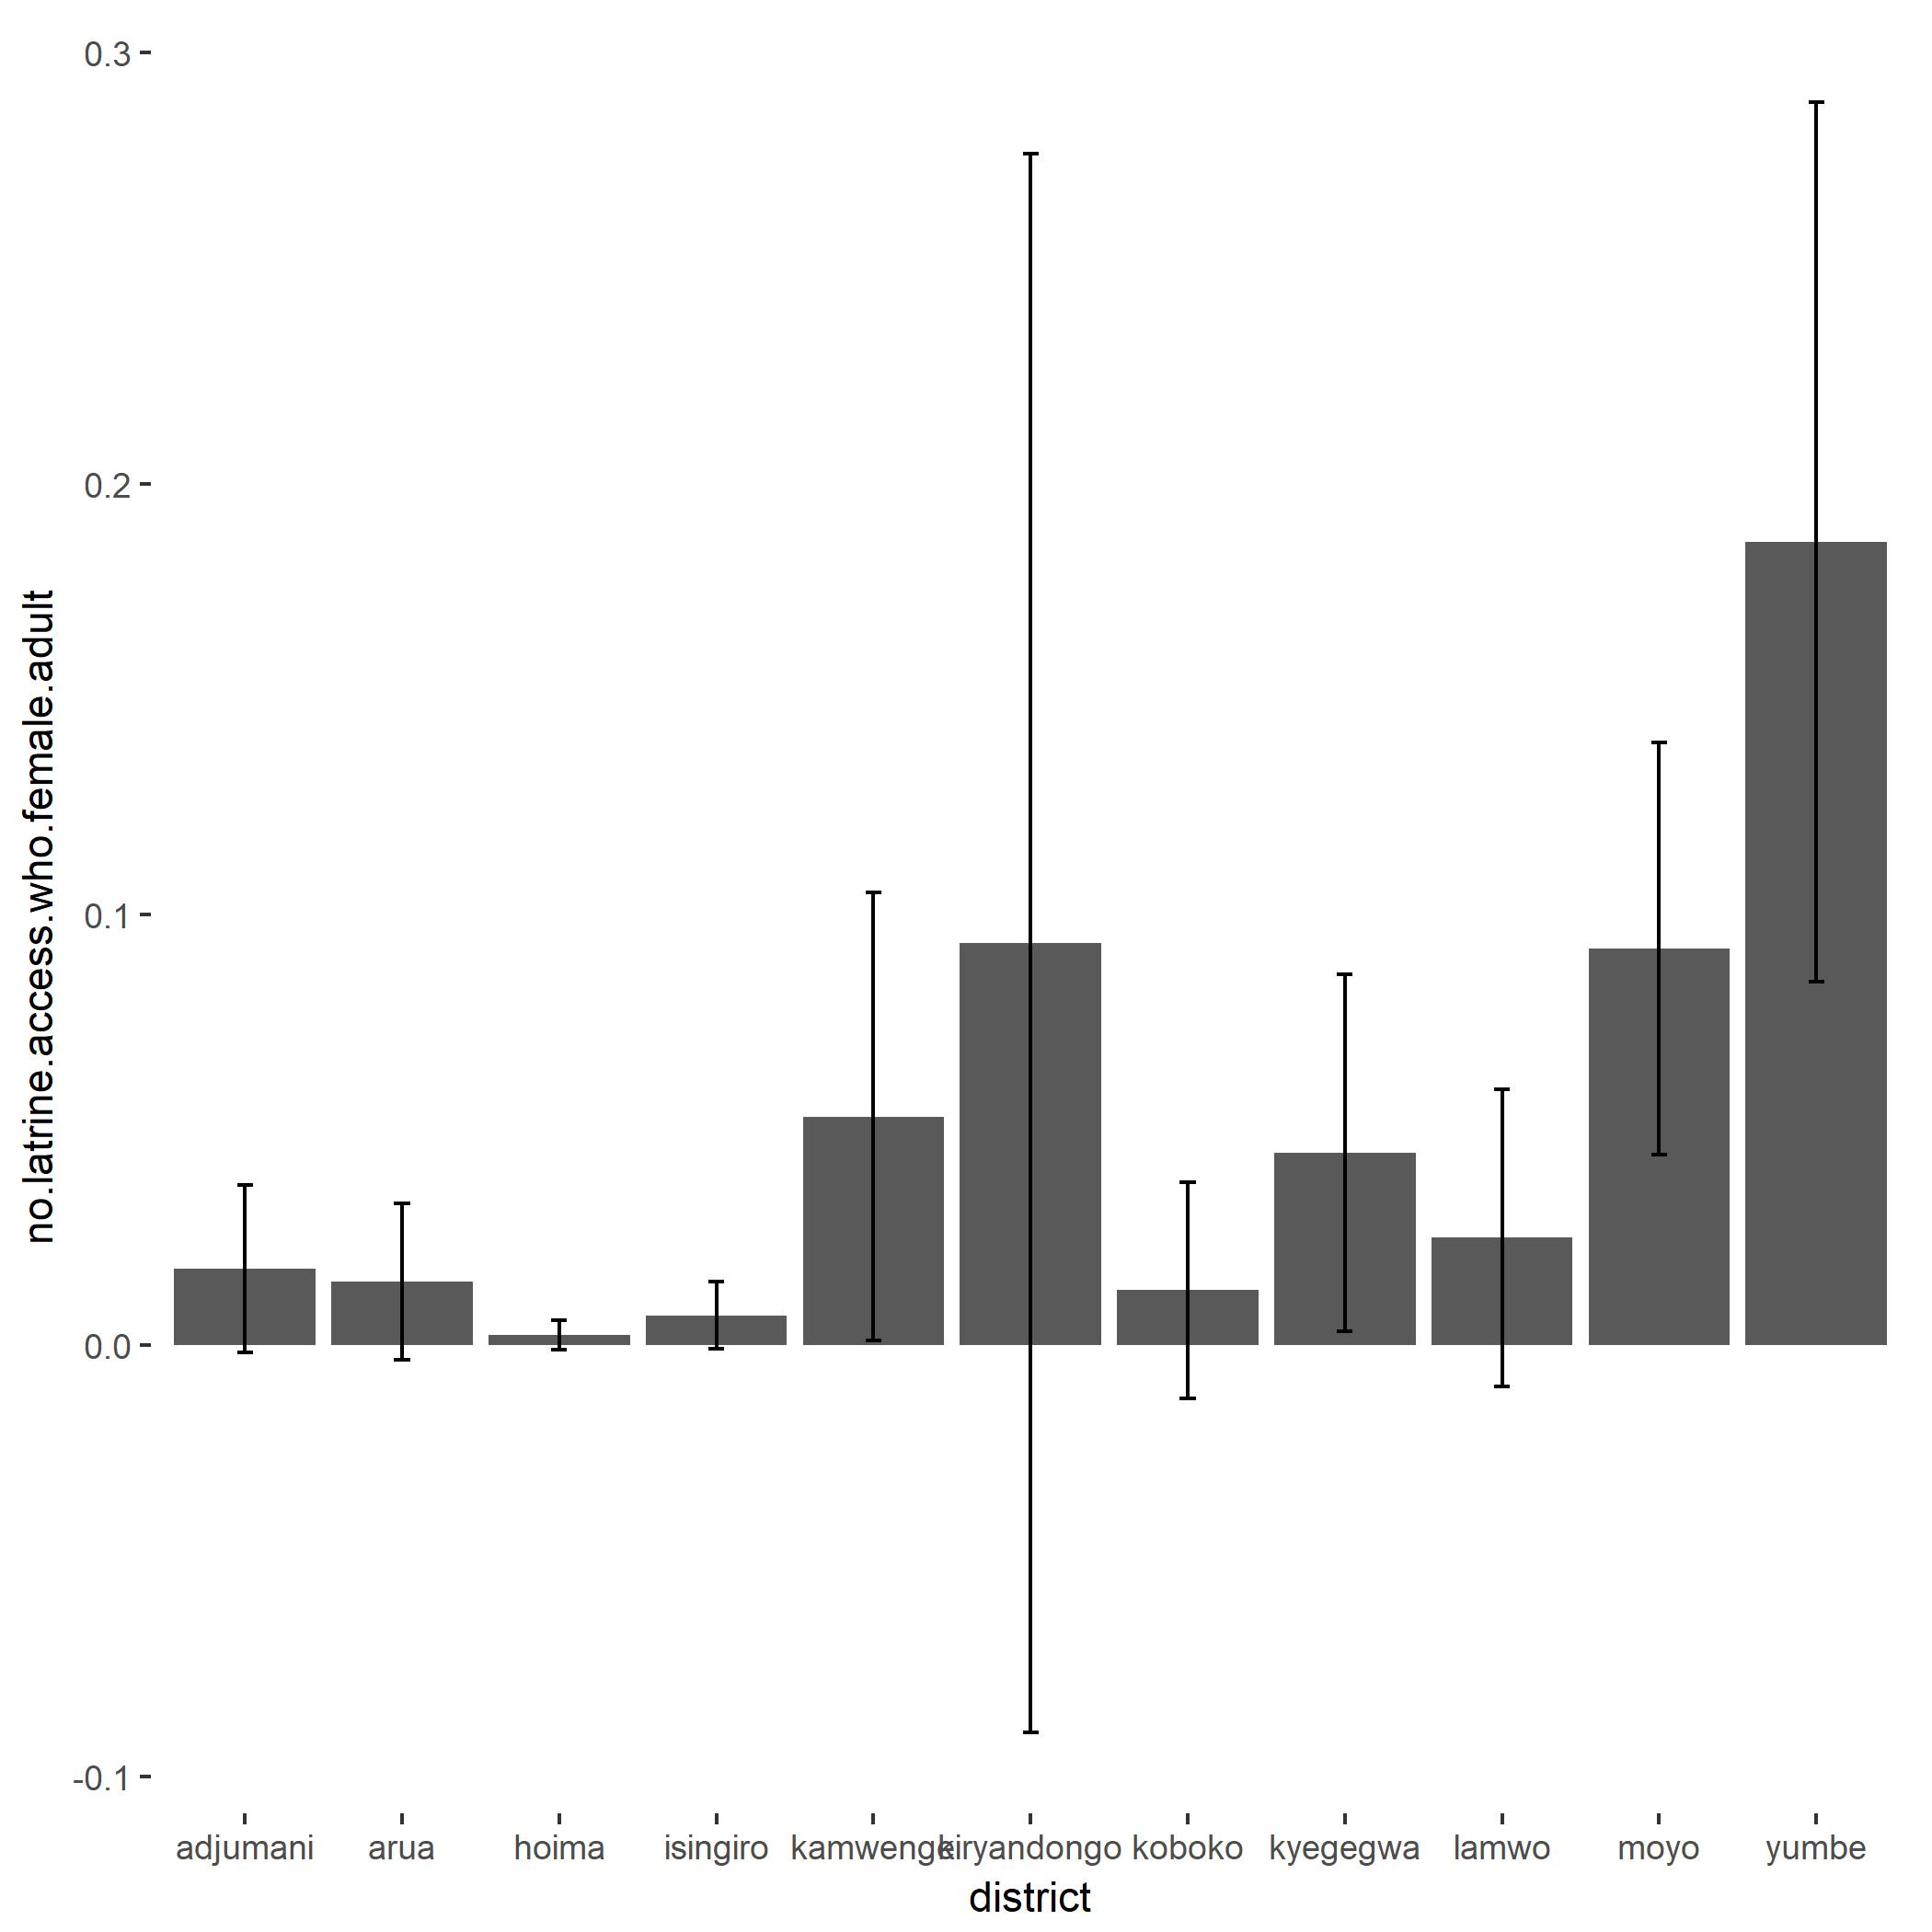 0.3
0.2
0.1
0.0
-0.1
no.latrine.access.who.female.adult
adjumani arua hoima isingiro kamwenge kiryandongo koboko kyegegwa lamwo moyo yumbe
district